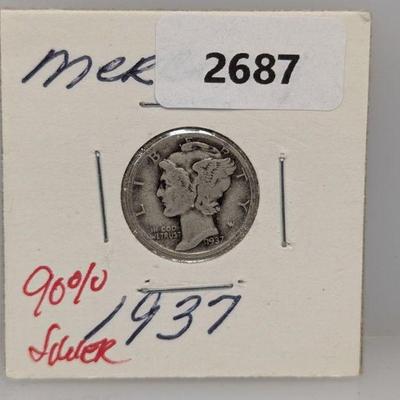 MER
2687
LIBERTY
IN GOD
WE TRUST
1937
90%
Silver
1937